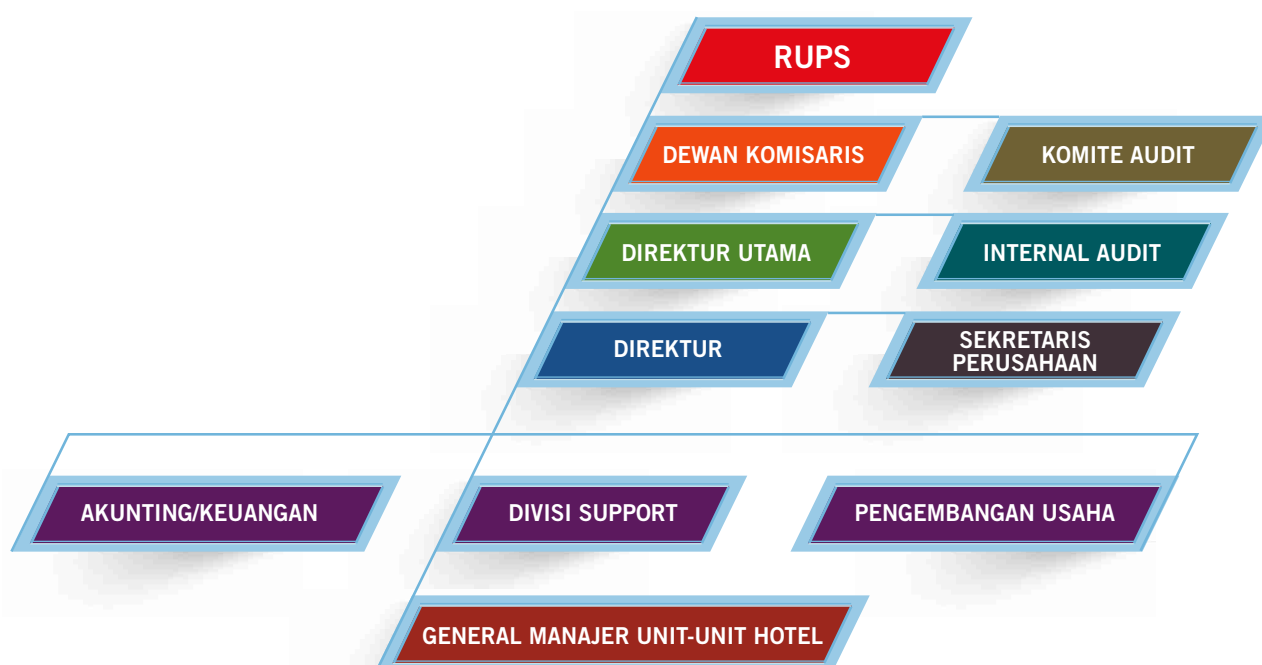 RUPS
DEWAN KOMISARIS
KOMITE AUDIT
DIREKTUR UTAMA
INTERNAL AUDIT
DIREKTUR
SEKRETARIS
PERUSAHAAN
AKUNTING/KEUANGAN
DIVISI SUPPORT
PENGEMBANGAN USAHA
GENERAL MANAJER UNIT-UNIT HOTEL